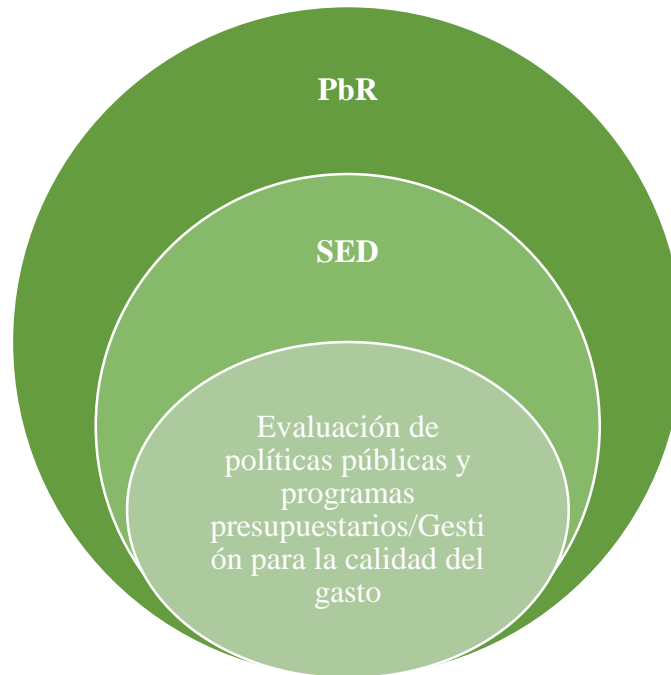 PbR
SED
Evaluación de
políticas públicas y
programas
presupuestarios/Gesti
ón para la calidad del
gasto